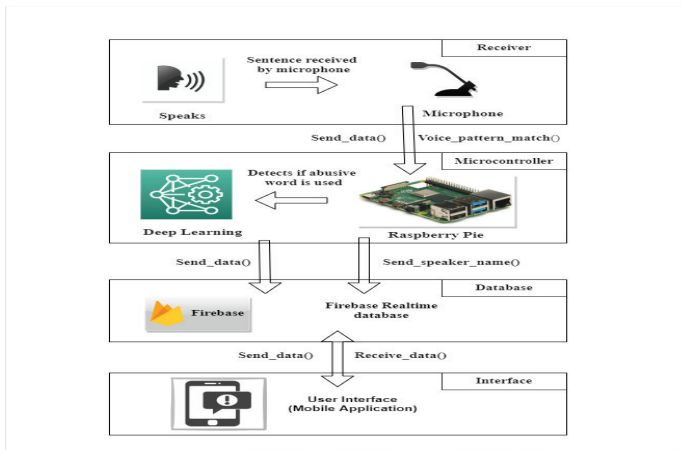 Receiver
Sentence received
by microphone
Speaks
Microphone
Send_data()
Voice_pattern_match()
Microcontroller
Detects if abusive
word is used
Deep Learning
Raspberry Pie
Send_data()
Send_speaker_name()
Database
Firebase
Firebase Realtime
database
Send_data()
Receive_data()
Interface
User Interface
(Mobile Application)